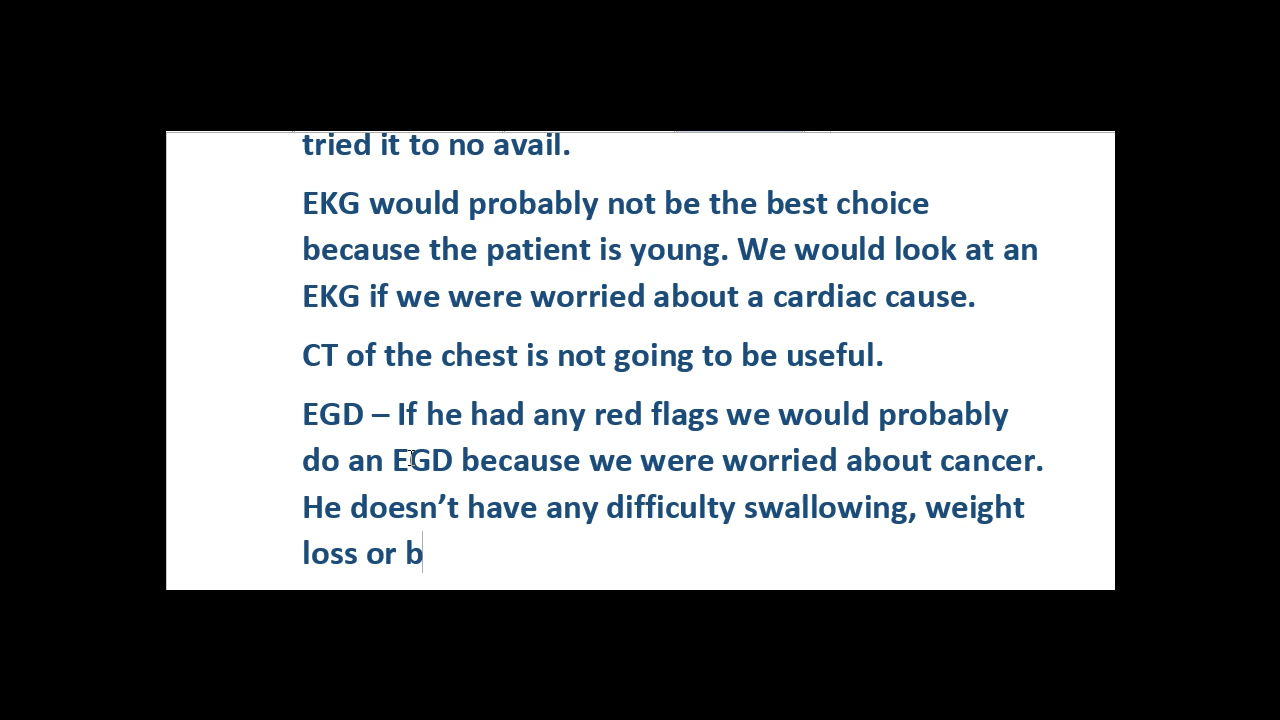 tried it to no avail.
EKG would probably not be the best choice
because the patient is young. We would look at an
EKG if we were worried about a cardiac cause.
CT of the chest is not going to be useful.
EGD – If he had any red flags we would probably
do an EGD because we were worried about cancer.
He doesn’t have any difficulty swallowing, weight
loss or b